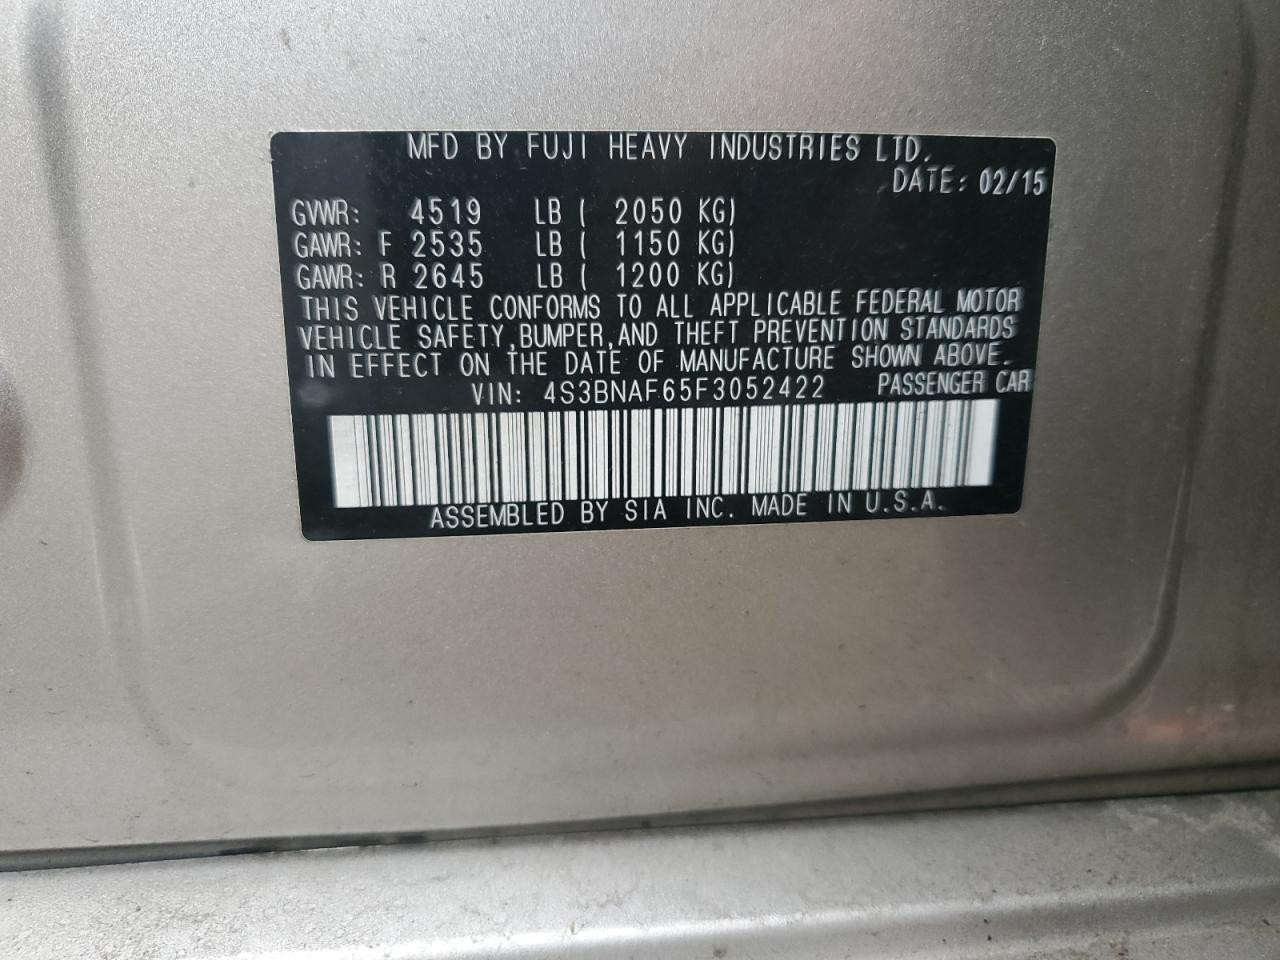 MFD BY FUJI HEAVY INDUSTRIES LTD.
DATE: 02/15
GVWR: 4519 LB ( 2050 KG)
GAWR: F 2535 LB ( 1150 KG)
GAWR: R 2645 LB ( 1200 KG)
THIS VEHICLE CONFORMS TO ALL APPLICABLE FEDERAL MOTOR
VEHICLE SAFETY,BUMPER,AND THEFT PREVENTION STANDARDS
IN EFFECT ON THE DATE OF MANUFACTURE SHOWN ABOVE.
VIN: 4S3BNAF65F3052422 PASSENGER CAR
ASSEMBLED BY SIA INC. MADE IN U.S.A.